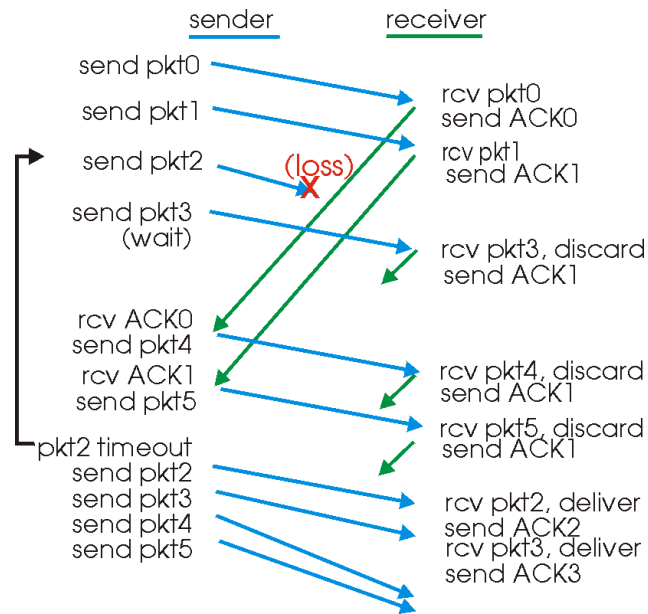 sender
receiver
send pkt0
send pkt1
send pkt2
send pkt3
(wait)
(loss)
X
rcv pkt0
send ACK0
rcv pkt1
send ACK1
rcv pkt3, discard
send ACK1
rcv ACK0
send pkt4
rcv ACK1
send pkt5
rcv pkt4, discard
send ACK1
rcv pkt5, discard
send ACK1
pkt2 timeout
send pkt2
send pkt3
send pkt4
send pkt5
rcv pkt2, deliver
send ACK2
rcv pkt3, deliver
send ACK3